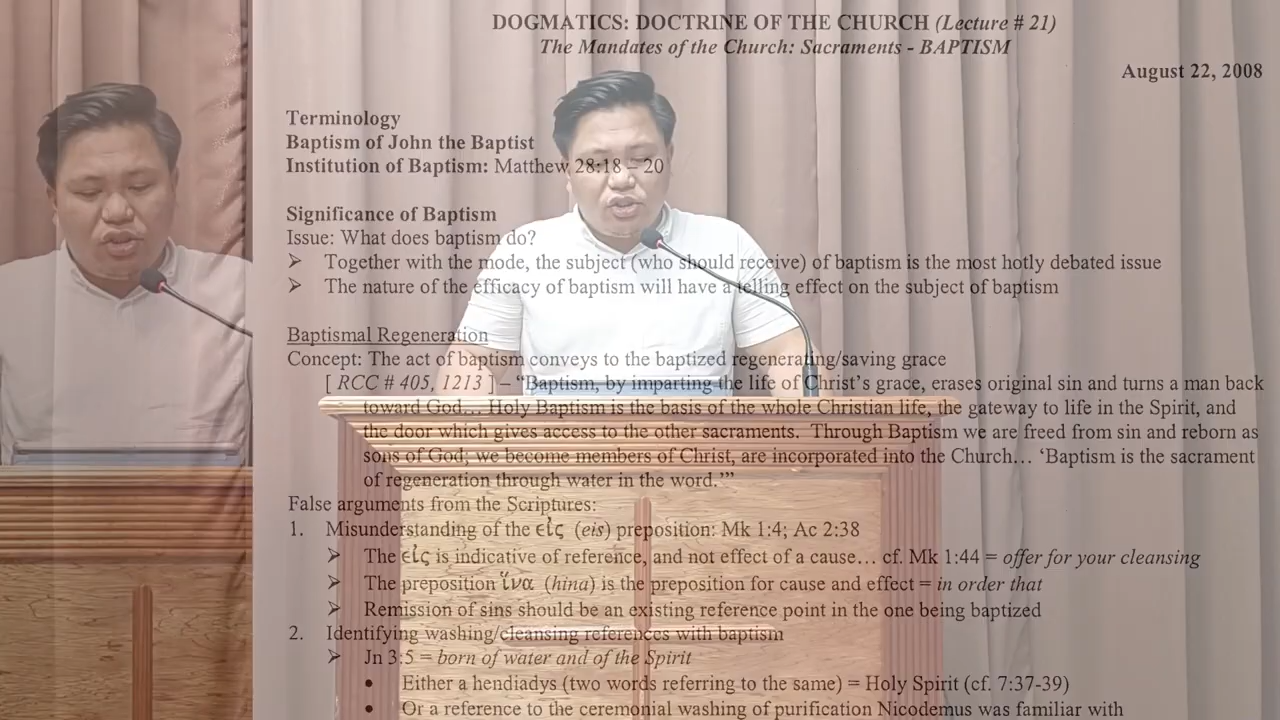 DOGMATICS: DOCTRINE OF THE CHURCH (Lecture # 21)
The Mandates of the Church: Sacraments - BAPTISM
August 22, 2008
Terminology
Baptism of John the Baptist
Institution of Baptism: Matthew 28:18 – 20
Significance of Baptism
Issue: What does baptism do?
➢ Together with the mode, the subject (who should receive) of baptism is the most hotly debated issue
➢ The nature of the efficacy of baptism will have a telling effect on the subject of baptism
Baptismal Regeneration
Concept: The act of baptism conveys to the baptized regenerating/saving grace
[ RCC # 405, 1213 ] – “Baptism, by imparting the life of Christ’s grace, erases original sin and turns a man back
toward God... Holy Baptism is the basis of the whole Christian life, the gateway to life in the Spirit, and
the door which gives access to the other sacraments. Through Baptism we are freed from sin and reborn as
sons of God; we become members of Christ, are incorporated into the Church... ‘Baptism is the sacrament
of regeneration through water in the word.’”
False arguments from the Scriptures:
1. Misunderstanding of the εἰς (eis) preposition: Mk 1:4; Ac 2:38
➢ The εἰς is indicative of reference, and not effect of a cause... cf. Mk 1:44 = offer for your cleansing
➢ The preposition ἵνα (hina) is the preposition for cause and effect = in order that
➢ Remission of sins should be an existing reference point in the one being baptized
2. Identifying washing/cleansing references with baptism
➢ Jn 3:5 = born of water and of the Spirit
• Either a hendiadys (two words referring to the same) = Holy Spirit (cf. 7:37-39)
• Or a reference to the ceremonial washing of purification Nicodemus was familiar with